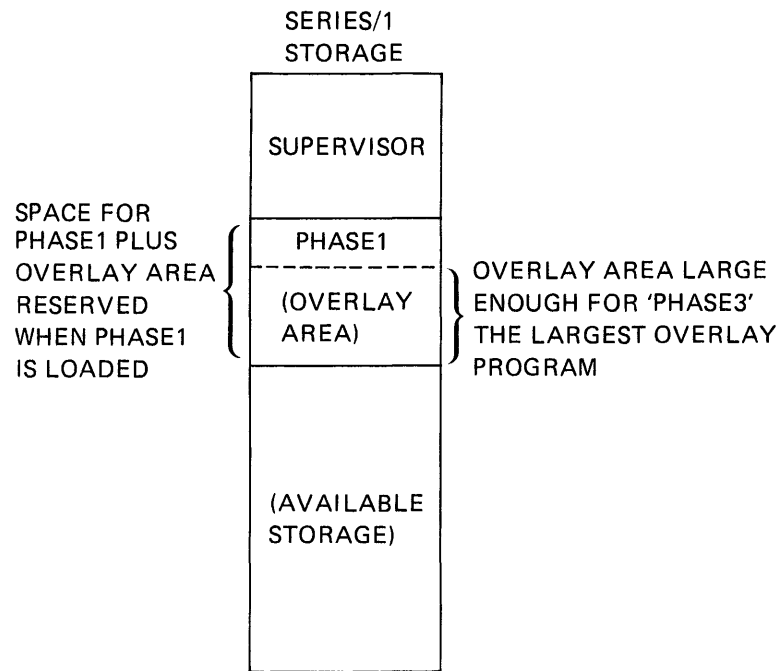 SERIES/1
STORAGE
SUPERVISOR
SPACE FOR
PHASE1 PLUS
OVERLAY AREA
RESERVED
WHEN PHASE1
IS LOADED
PHASE1
(OVERLAY
AREA)
OVERLAY AREA LARGE
ENOUGH FOR 'PHASE3'
THE LARGEST OVERLAY
PROGRAM
(AVAILABLE
STORAGE)